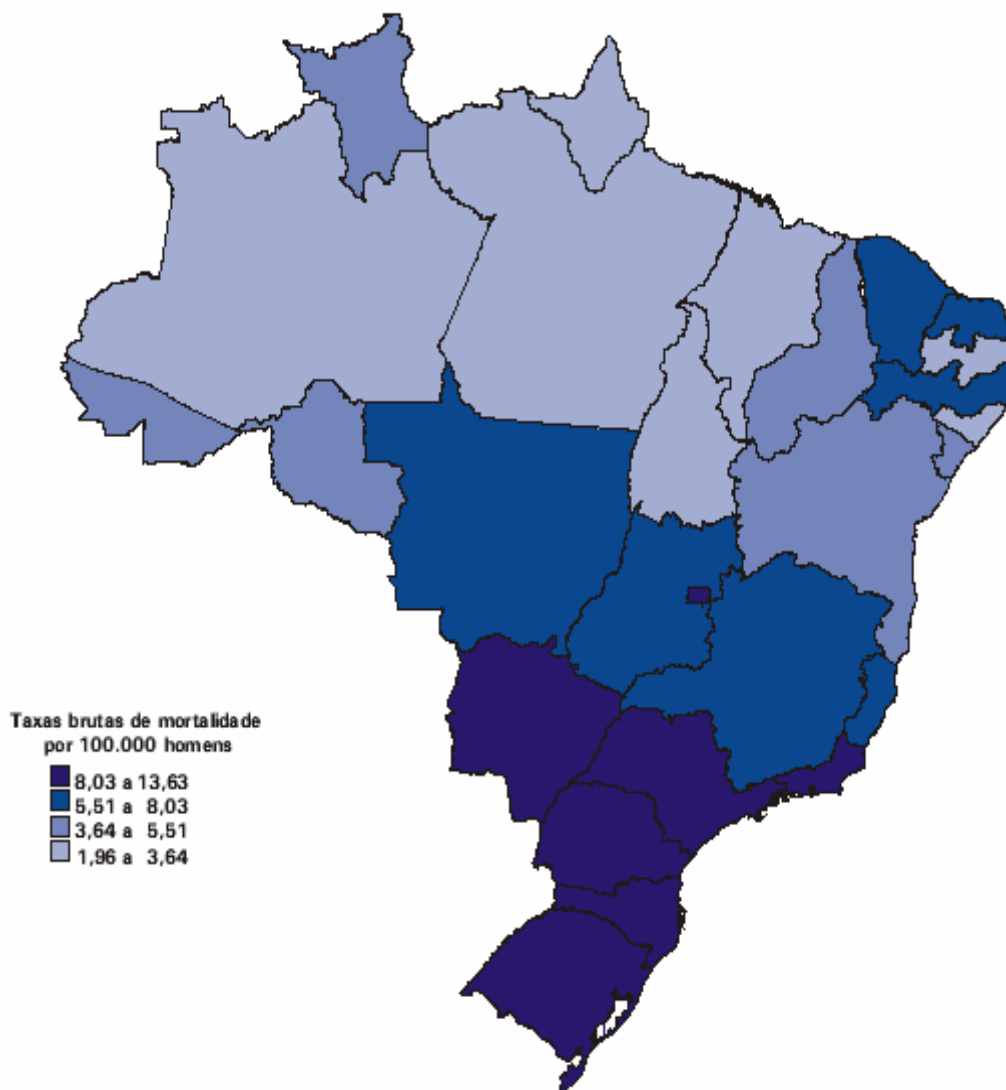 Taxas brutas de mortalidade
por 100.000 homens
8,03 a 13,63
5,51 a 8,03
3,64 a 5,51
1,96 a 3,64